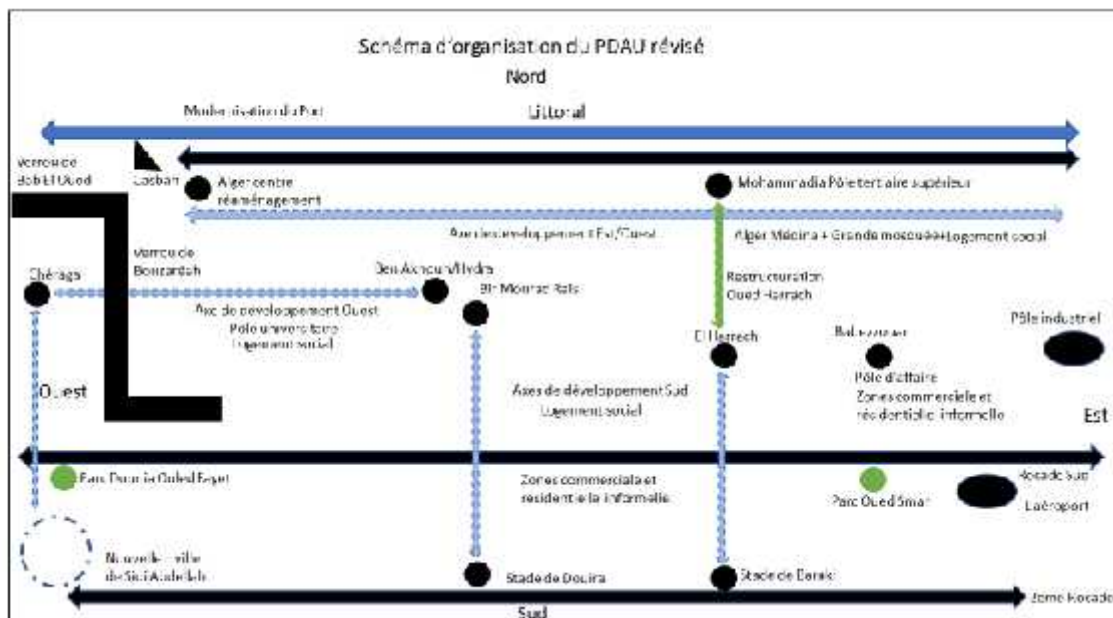 Schéma d'organisation du PDAU révisé
Nord
Modernisation du Port
Littoral
Verrou de
Bab El Oued
Casbah
Alger centre
réaménagement
Mohammadia Pôle tertiaire supérieur
Axe de développement Est/Ouest
Alger Médina + Grande mosquée+Logement social
Verrou de
Bouzaréah
Chéraga
Ben Aknoun/Hydra
Bir Mourad Raïs
Restructuration
Oued Harrach
Axe de développement Ouest
Pôle universitaire
Logement social
Pôle industriel
El Harrach
Bab ezzouar
Pôle d'affaire
Zones commerciale et
résidentielle informelle
Ouest
Axes de développement Sud
Logement social
Est
Parc Dounia Ouled Fayet
Zones commerciale et
résidentielle informelle
Parc Oued Smar
Rocade Sud
L'aéroport
Nouvelle ville
de Sidi Abdellah
Stade de Douira
Stade de Baraki
2eme Rocade
Sud